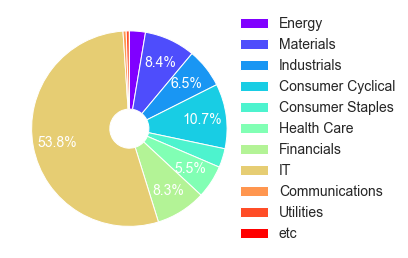 8.4%
6.5%
10.7%
5.5%
8.3%
53.8%
Energy
Materials
Industrials
Consumer Cyclical
Consumer Staples
Health Care
Financials
IT
Communications
Utilities
etc